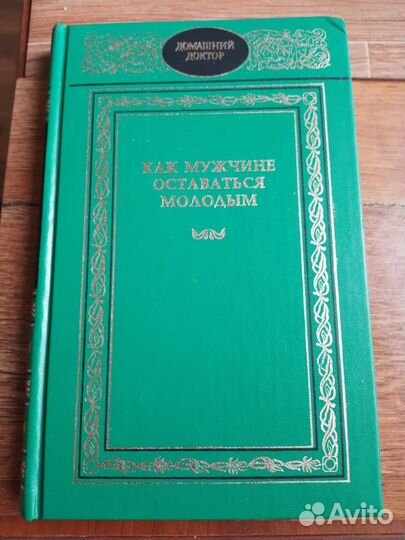 ДОМАШНИЙ
ДОКТОР
КАК МУЖЧИНЕ
ОСТАВАТЬСЯ
МОЛОДЫМ
Avito